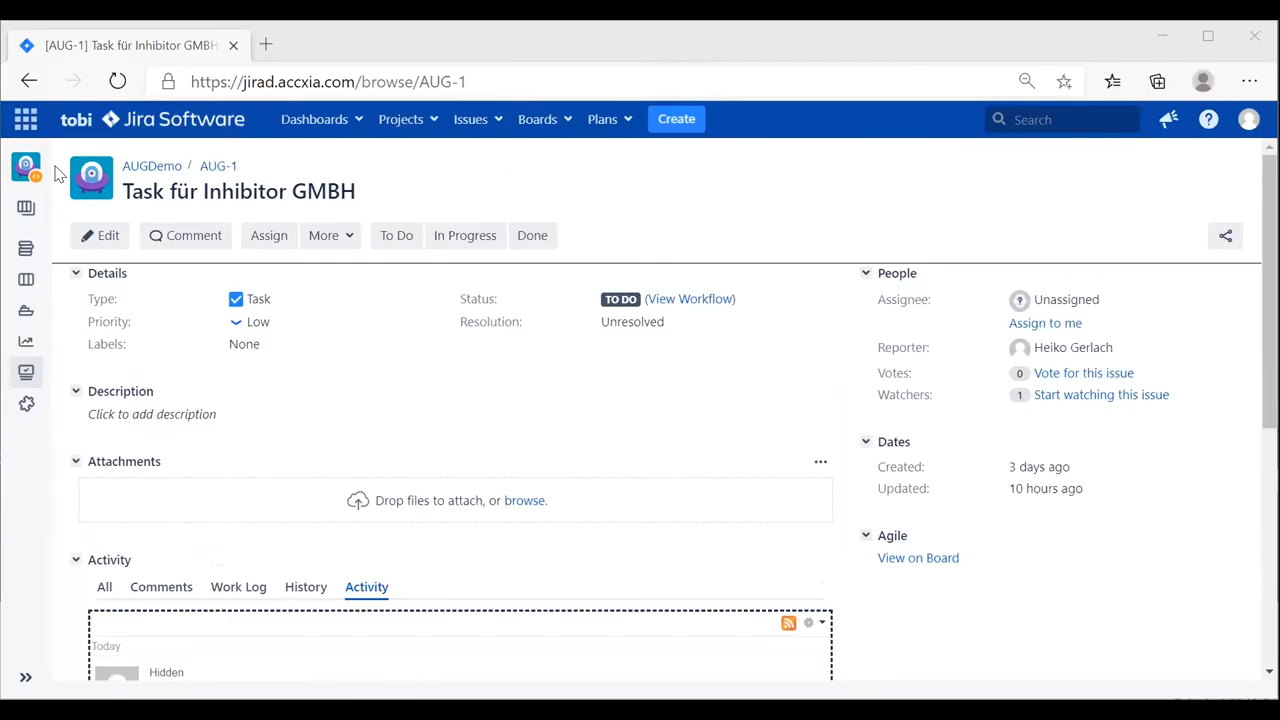 [AUG-1] Task für Inhibitor GMBH
https://jirad.accxia.com/browse/AUG-1
tobi Jira Software Dashboards Projects Issues Boards Plans Create Search
AUGDemo / AUG-1
Task für Inhibitor GMBH
Edit Comment Assign More To Do In Progress Done
Details
Type: Task Status: TO DO (View Workflow)
Priority: Low Resolution: Unresolved
Labels: None
Description
Click to add description
Attachments
Drop files to attach, or browse.
Activity
All Comments Work Log History Activity
Today
Hidden
People
Assignee: ? Unassigned
Assign to me
Reporter: Heiko Gerlach
Votes: 0 Vote for this issue
Watchers: 1 Start watching this issue
Dates
Created: 3 days ago
Updated: 10 hours ago
Agile
View on Board